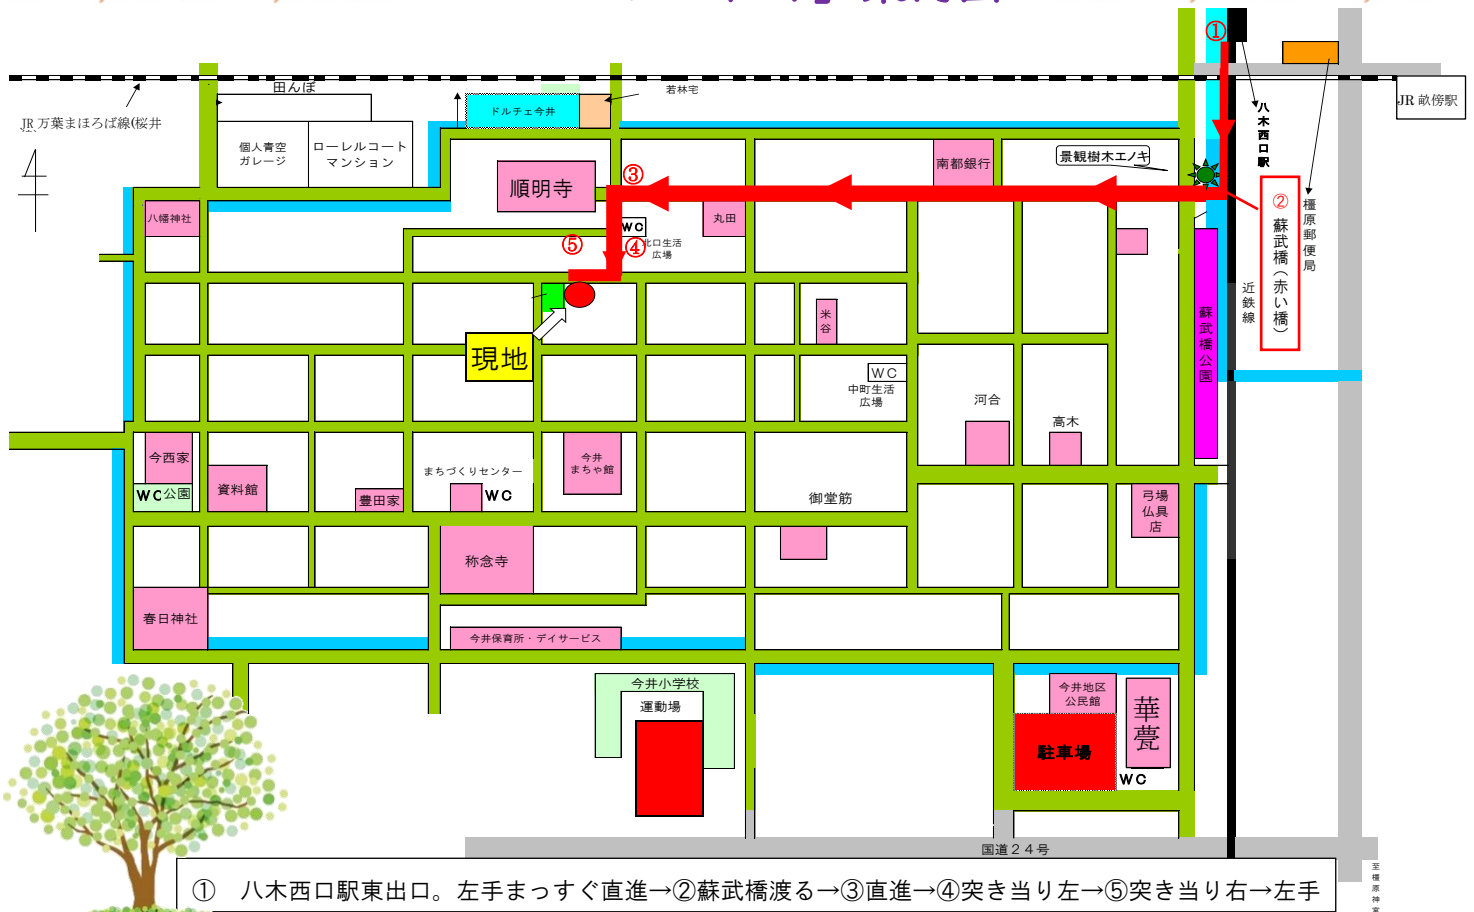 ①
田んぼ
若林宅
JR 畝傍駅
JR 万葉まほろば線(桜井
ドルチェ今井
八木西口駅
個人青空
ガレージ
ローレルコート
マンション
景観樹木エノキ
南都銀行
順明寺
③
② 蘇武橋(赤い橋)
橿原郵便局
八幡神社
丸田
WC
④
北口生活
広場
⑤
近鉄線
米谷
蘇武橋公園
現地
WC
中町生活
広場
河合
高木
今西家
今井
まちゃ館
まちづくりセンター
資料館
WC
公園
豊田家
WC
御堂筋
弓場
仏具
店
称念寺
春日神社
今井保育所・デイサービス
今井小学校
運動場
今井地区
公民館
華甍
駐車場
WC
国道24号
至橿原神宮
① 八木西口駅東出口。左手まっすぐ直進→②蘇武橋渡る→③直進→④突き当り左→⑤突き当り右→左手